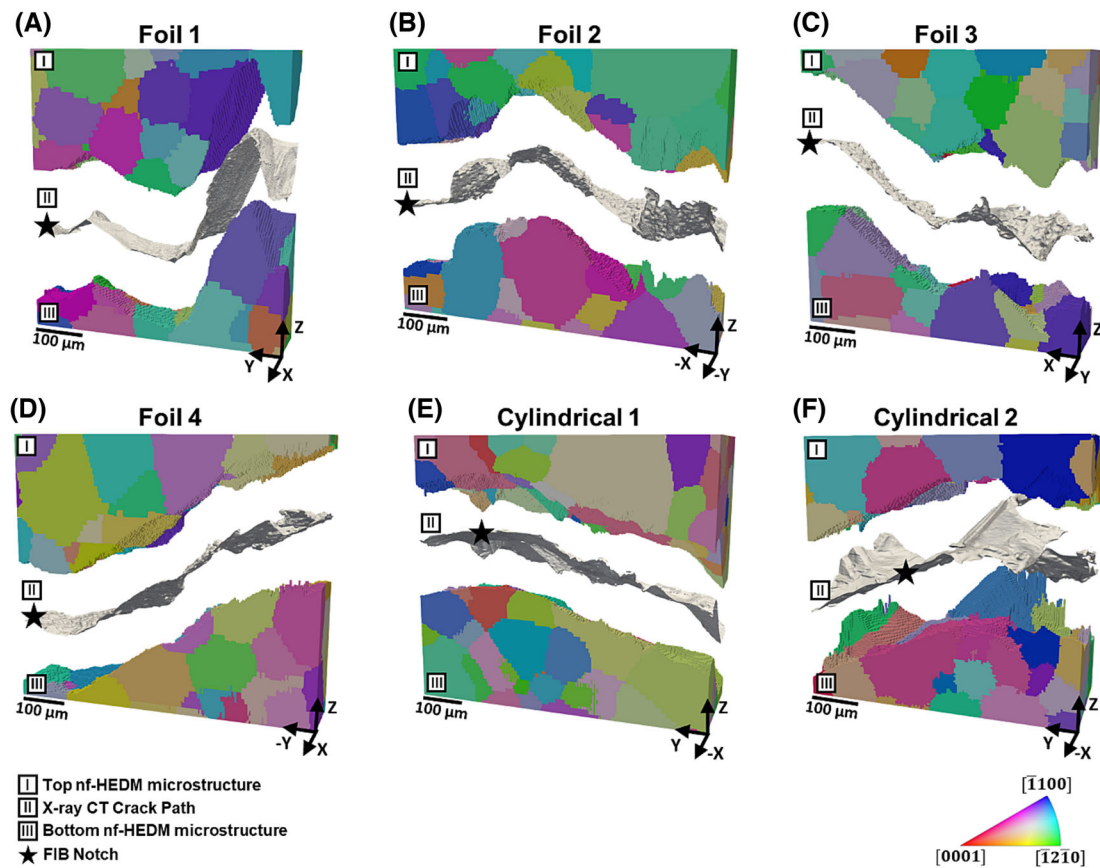 (A)
Foil 1
I
II
III
100 μm
Z
Y
X
(B)
Foil 2
I
II
III
100 μm
Z
-X
-Y
(C)
Foil 3
I
II
III
100 μm
Z
X
Y
(D)
Foil 4
I
II
III
100 μm
Z
-Y
X
(E)
Cylindrical 1
I
II
III
100 μm
Z
Y
-X
(F)
Cylindrical 2
I
II
III
100 μm
Z
Y
-X
I Top nf-HEDM microstructure
II X-ray CT Crack Path
III Bottom nf-HEDM microstructure
★ FIB Notch
[1̅100]
[0001] [1̅21̅0]